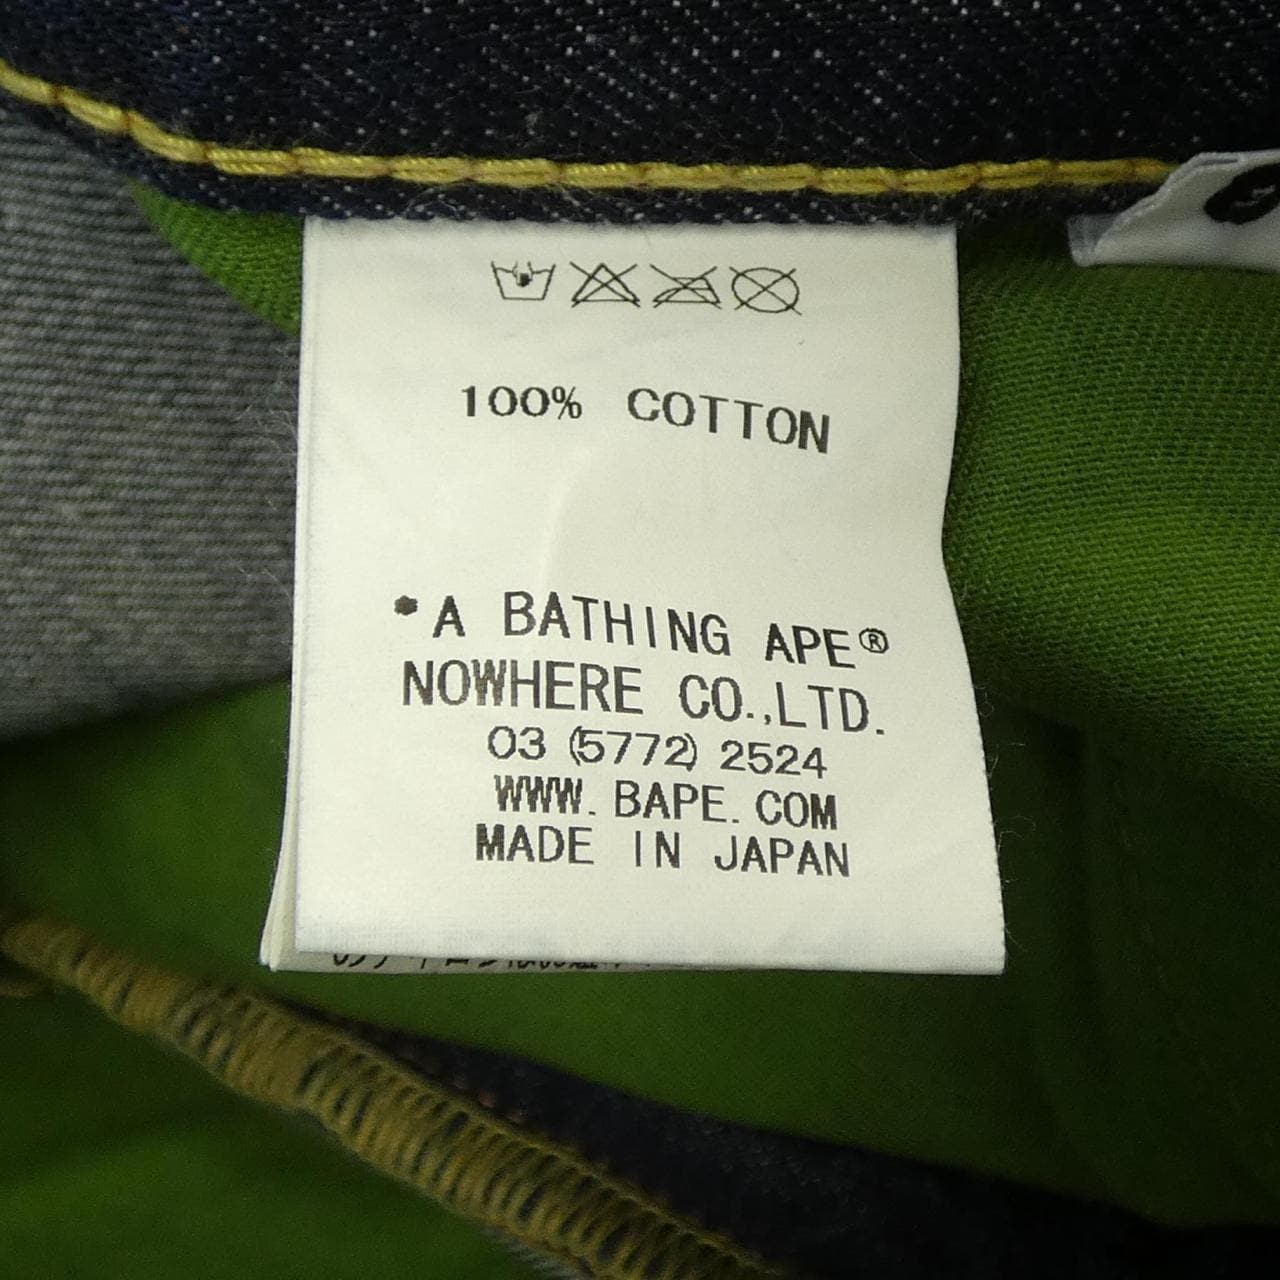 100% COTTON
*A BATHING APE®
NOWHERE CO.,LTD.
03 (5772) 2524
WWW. BAPE. COM
MADE IN JAPAN